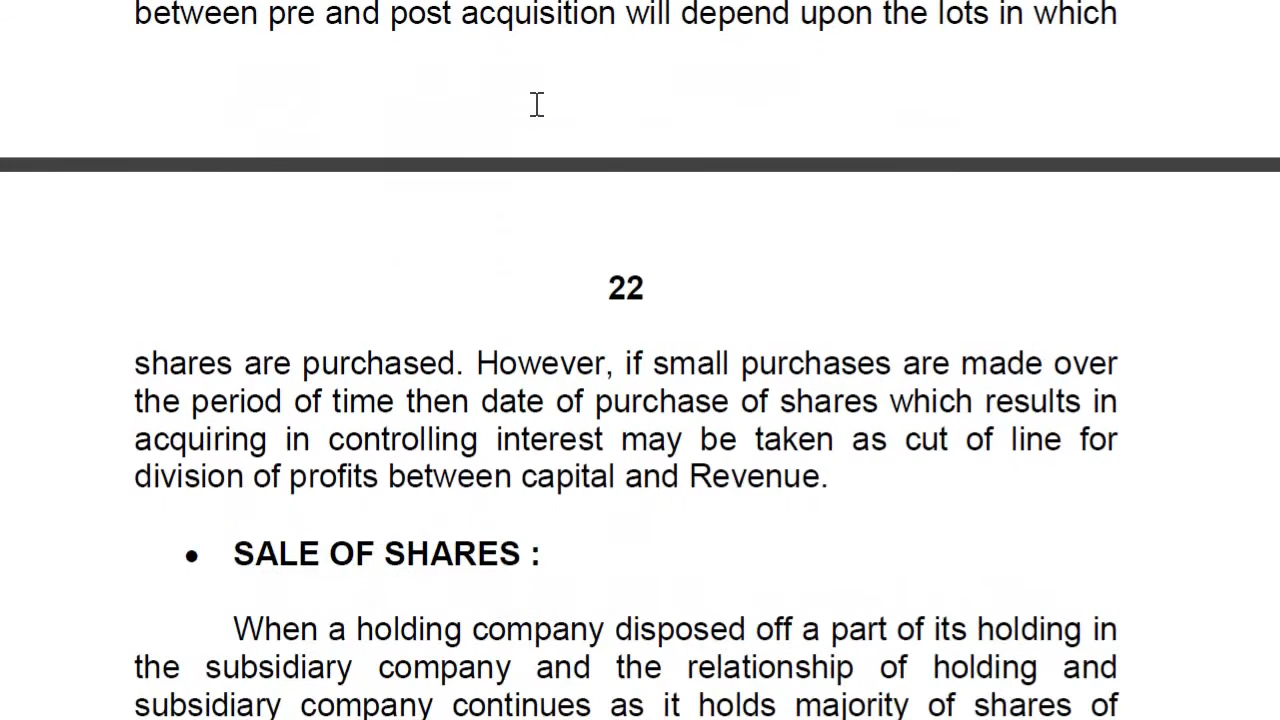 between pre and post acquisition will depend upon the lots in which
22
shares are purchased. However, if small purchases are made over
the period of time then date of purchase of shares which results in
acquiring in controlling interest may be taken as cut of line for
division of profits between capital and Revenue.
• SALE OF SHARES :
When a holding company disposed off a part of its holding in
the subsidiary company and the relationship of holding and
subsidiary company continues as it holds majority of shares of